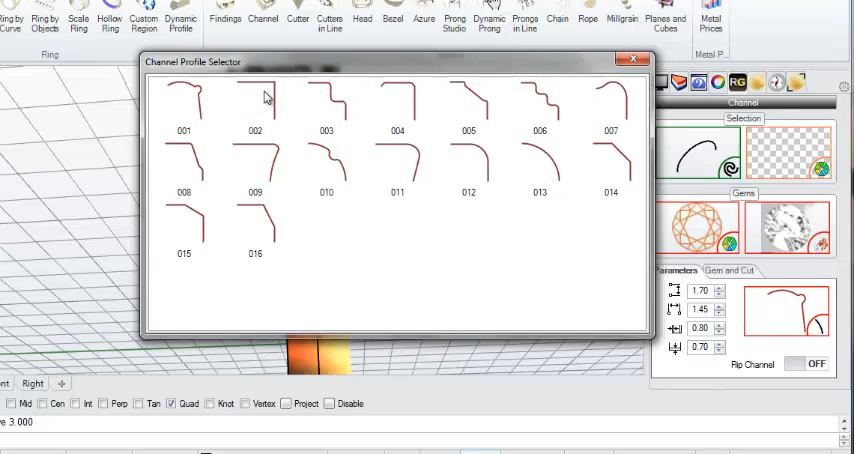 Ring by Curve
Ring by Objects
Scale Ring
Hollow Ring
Custom Region
Dynamic Profile
Findings
Channel
Cutter
Cutters in Line
Head
Bezel
Azure
Prong Studio
Dynamic Prong
Prongs in Line
Chain
Rope
Millgrain
Planes and Cubes
Metal Prices
Ring
Metal P..
Channel Profile Selector
001 002 003 004 005 006 007
008 009 010 011 012 013 014
015 016
RG
Channel
Selection
Gems
Parameters
Gem and Cut
1.70
1.45
0.80
0.70
Flip Channel OFF
nt Right
Mid Cen Int Perp Tan Quad Knot Vertex Project Disable
e 3.000